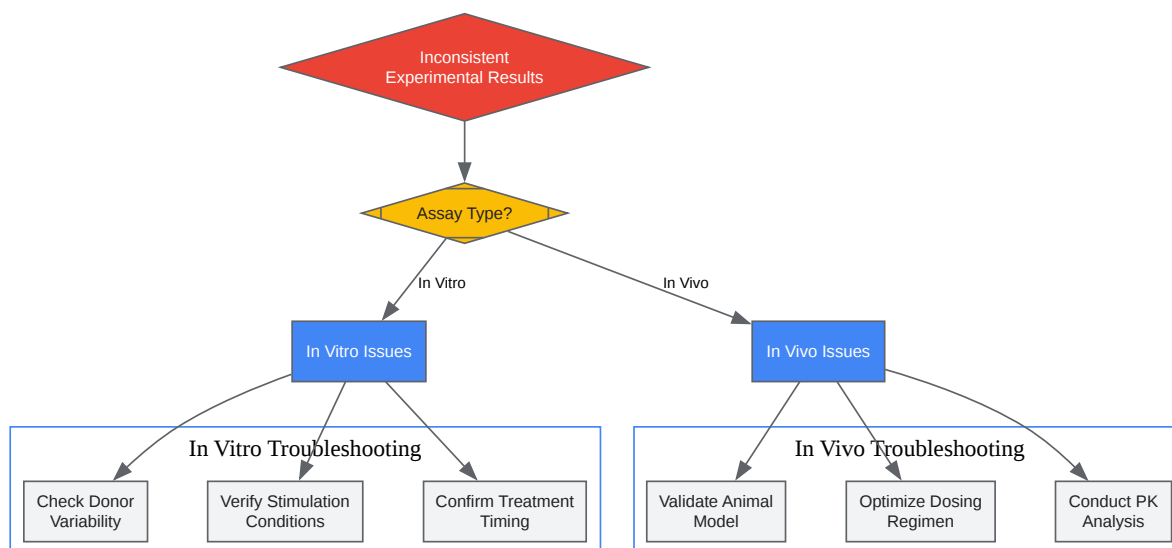 Inconsistent
Experimental Results
Assay Type?
In Vitro
In Vivo
In Vitro Issues
In Vivo Issues
In Vitro Troubleshooting
In Vivo Troubleshooting
Check Donor
Variability
Verify Stimulation
Conditions
Confirm Treatment
Timing
Validate Animal
Model
Optimize Dosing
Regimen
Conduct PK
Analysis